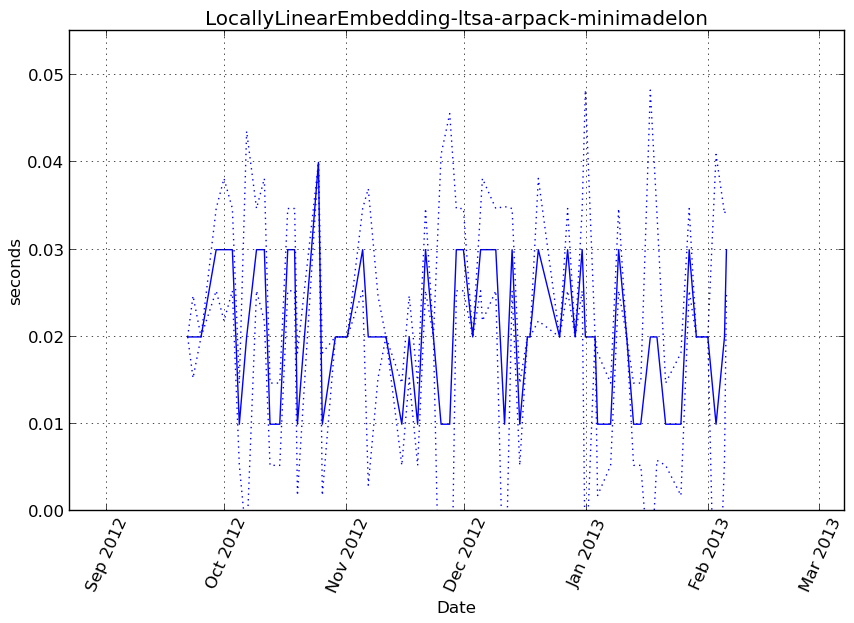 LocallyLinearEmbedding-ltsa-arpack-minimadelon
0.05
0.04
0.03
0.02
0.01
0.00
seconds
Sep 2012
Oct 2012
Nov 2012
Dec 2012
Jan 2013
Feb 2013
Mar 2013
Date